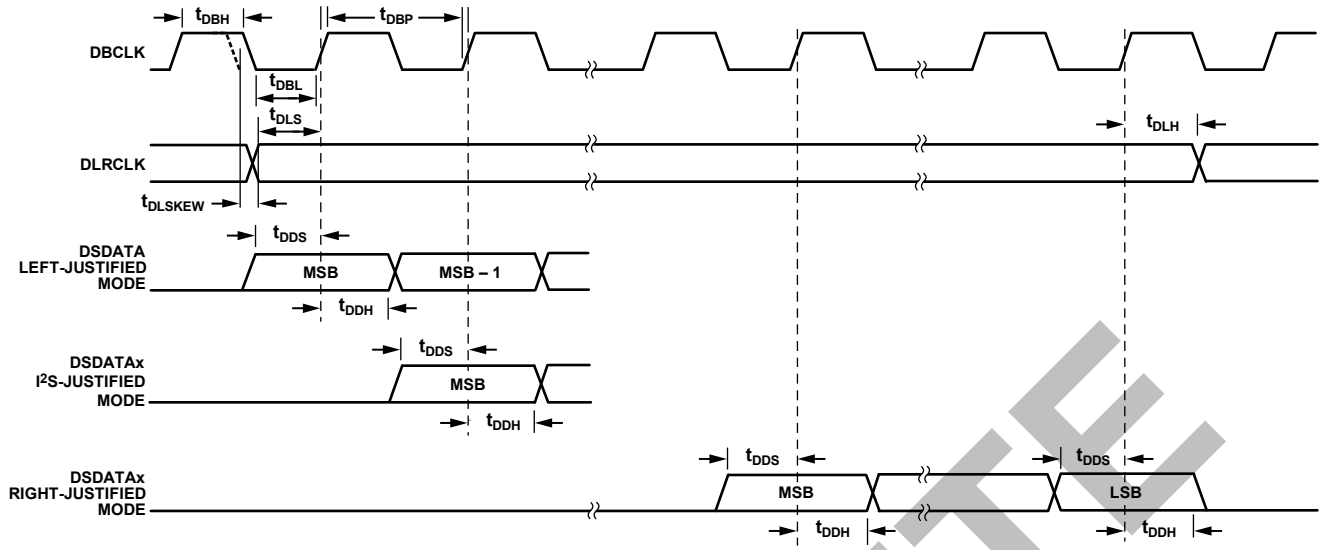 tDBH
tDBP
DBCLK
tDBL
tDLS
tDLH
DLRCLK
tDLSKEW
tDDS
DSDATA
LEFT-JUSTIFIED
MODE
MSB
MSB – 1
tDDH
tDDS
DSDATAx
I²S-JUSTIFIED
MODE
MSB
tDDH
tDDS
tDDS
DSDATAx
RIGHT-JUSTIFIED
MODE
MSB
LSB
tDDH
tDDH
TE